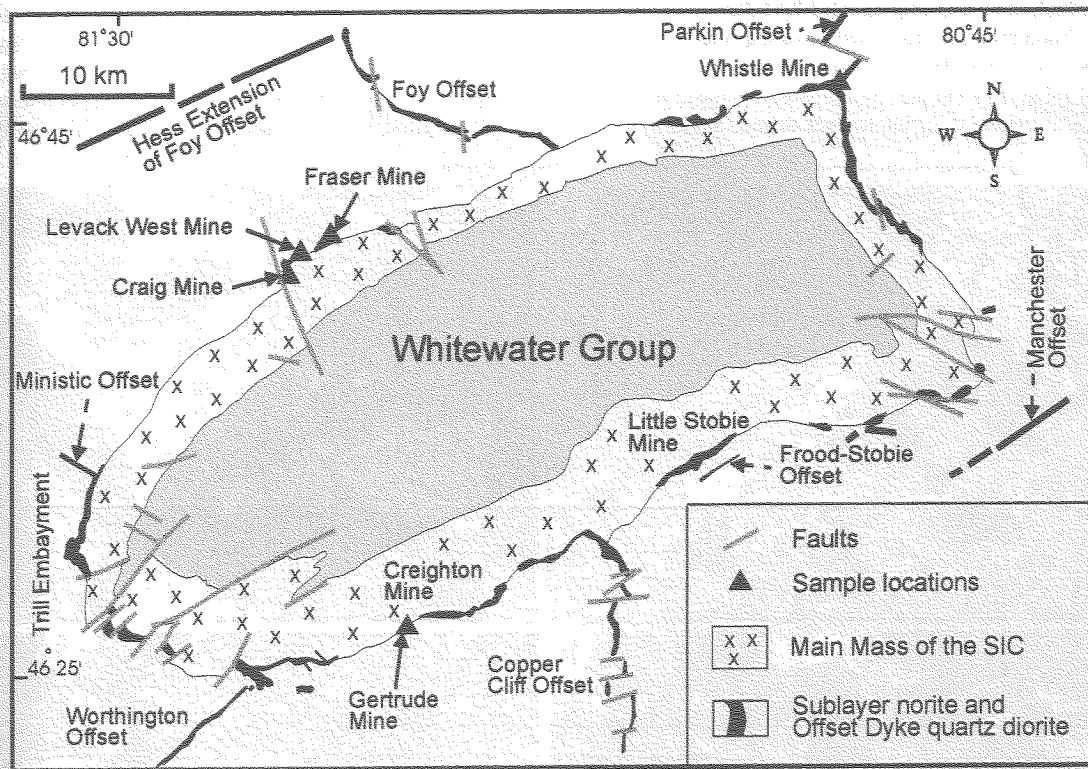 81°30'
80°45'
10 km
Parkin Offset
Whistle Mine
Foy Offset
Hess Extension
of Foy Offset
46°45'
N
W
E
S
Fraser Mine
Levack West Mine
Craig Mine
Whitewater Group
Manchester
Offset
Ministic Offset
Little Stobie
Mine
Frood-Stobie
Offset
Trill Embayment
Creighton
Mine
46°25'
Gertrude
Mine
Copper
Cliff Offset
Worthington
Offset
Faults
Sample locations
x x
x
Main Mass of the SIC
Sublayer norite and
Offset Dyke quartz diorite